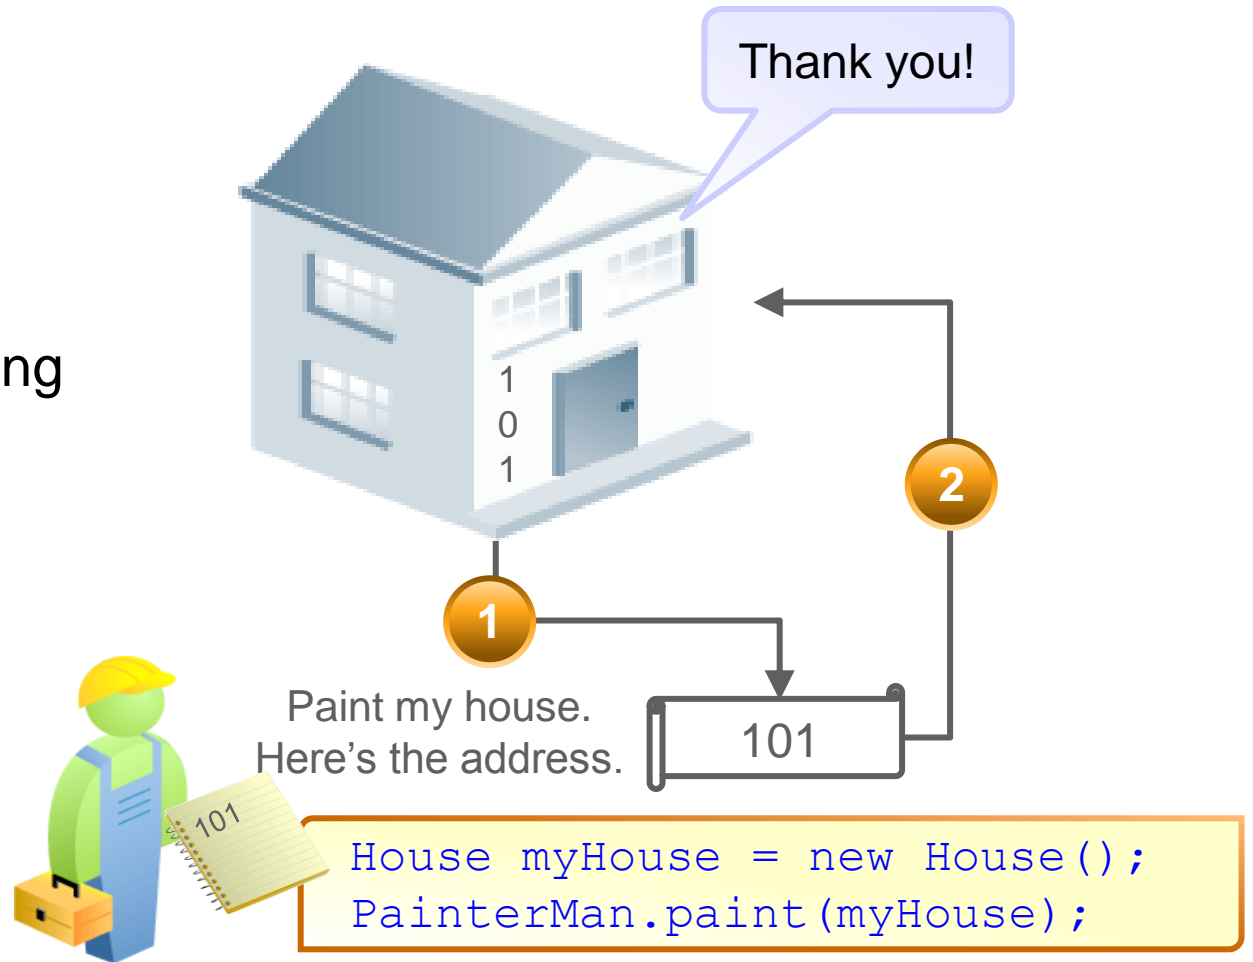 Thank you!
ng
1
0
1
2
1
Paint my house.
Here's the address.
101
101
House myHouse = new House();
PainterMan.paint(myHouse);